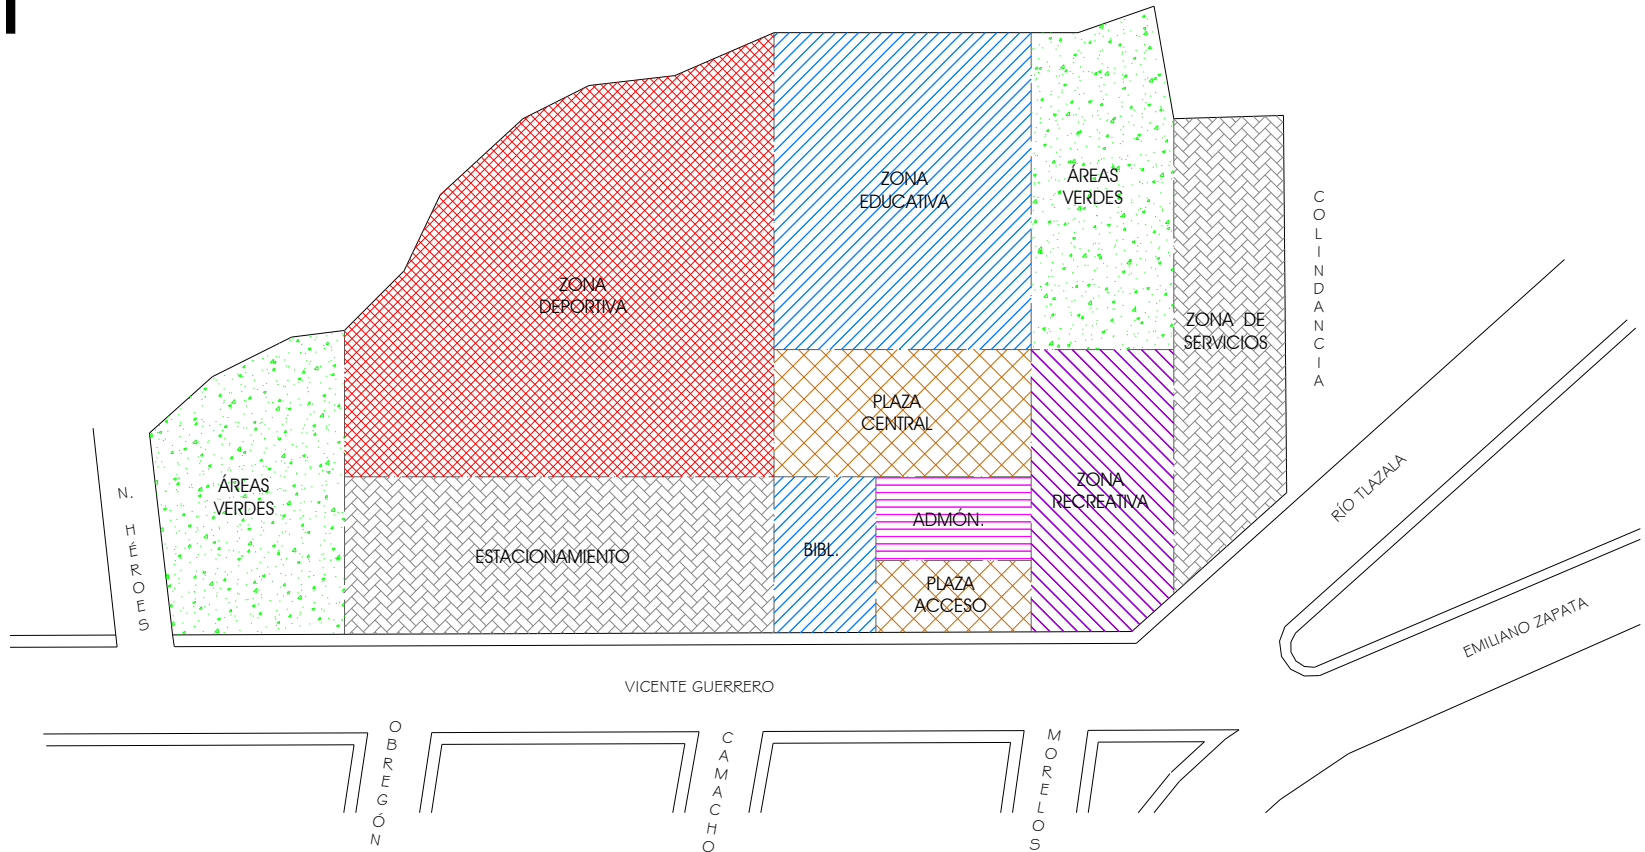 ZONA
EDUCATIVA
ÁREAS
VERDES
COLINDANCIA
ZONA
DEPORTIVA
ZONA DE
SERVICIOS
PLAZA
CENTRAL
ÁREAS
VERDES
ZONA
RECREATIVA
RÍO TLAZALA
N. HÉROES
ADMÓN.
ESTACIONAMIENTO
BIBL.
PLAZA
ACCESO
EMILIANO ZAPATA
VICENTE GUERRERO
OBREGÓN
CAMACHO
MORELOS